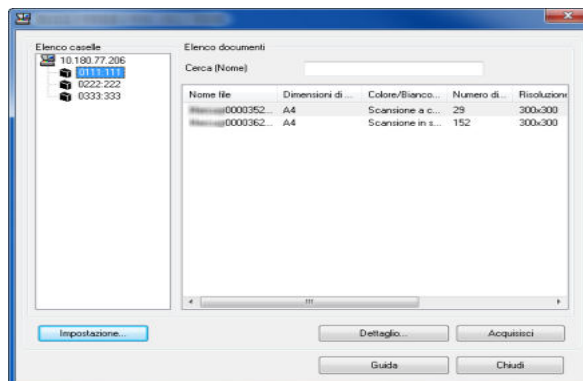 Elenco caselle
10.180.77.206
0111:111
0222:222
0333:333
Elenco documenti
Cerca (Nome)
Nome file Dimensioni di ... Colore/Bianco... Numero di... Risoluzione
0000352... A4 Scansione a c... 29 300x300
0000362... A4 Scansione in s... 152 300x300
Impostazione... Dettaglio... Acquisisci
Guida Chiudi